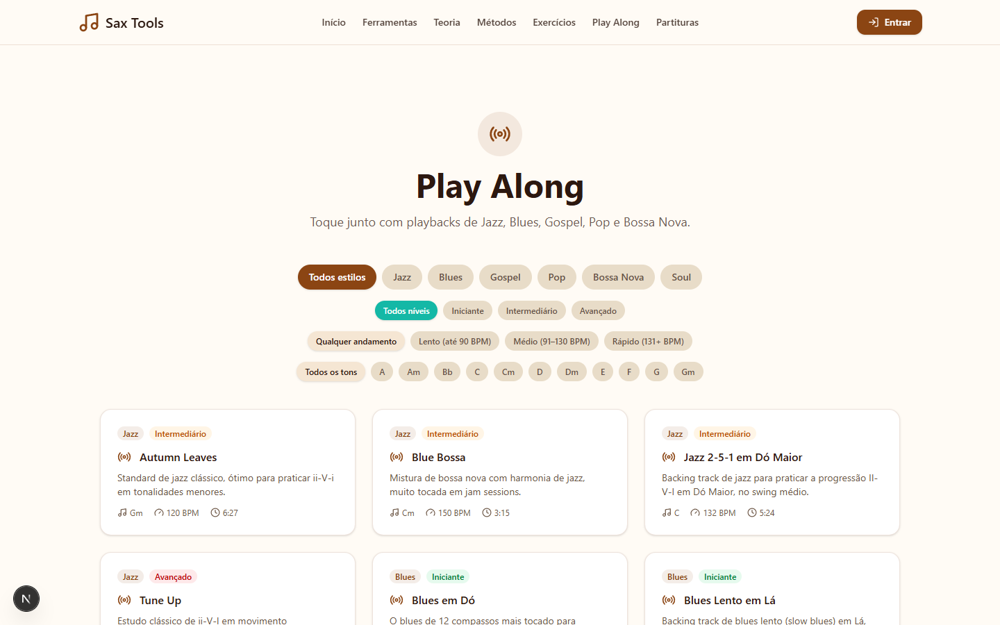 Sax Tools
Início Ferramentas Teoria Métodos Exercícios Play Along Partituras
Entrar
Play Along
Toque junto com playbacks de Jazz, Blues, Gospel, Pop e Bossa Nova.
Todos estilos Jazz Blues Gospel Pop Bossa Nova Soul
Todos níveis Iniciante Intermediário Avançado
Qualquer andamento Lento (até 90 BPM) Médio (91–130 BPM) Rápido (131+ BPM)
Todos os tons A Am Bb C Cm D Dm E F G Gm
Jazz Intermediário
Autumn Leaves
Standard de jazz clássico, ótimo para praticar ii-V-i
em tonalidades menores.
Gm 120 BPM 6:27
Jazz Intermediário
Blue Bossa
Mistura de bossa nova com harmonia de jazz,
muito tocada em jam sessions.
Cm 150 BPM 3:15
Jazz Intermediário
Jazz 2-5-1 em Dó Maior
Backing track de jazz para praticar a progressão II-
V-I em Dó Maior, no swing médio.
C 132 BPM 5:24
Jazz Avançado
Tune Up
Estudo clássico de ii-V-I em movimento
Blues Iniciante
Blues em Dó
O blues de 12 compassos mais tocado para
Blues Iniciante
Blues Lento em Lá
Backing track de blues lento (slow blues) em Lá,
N